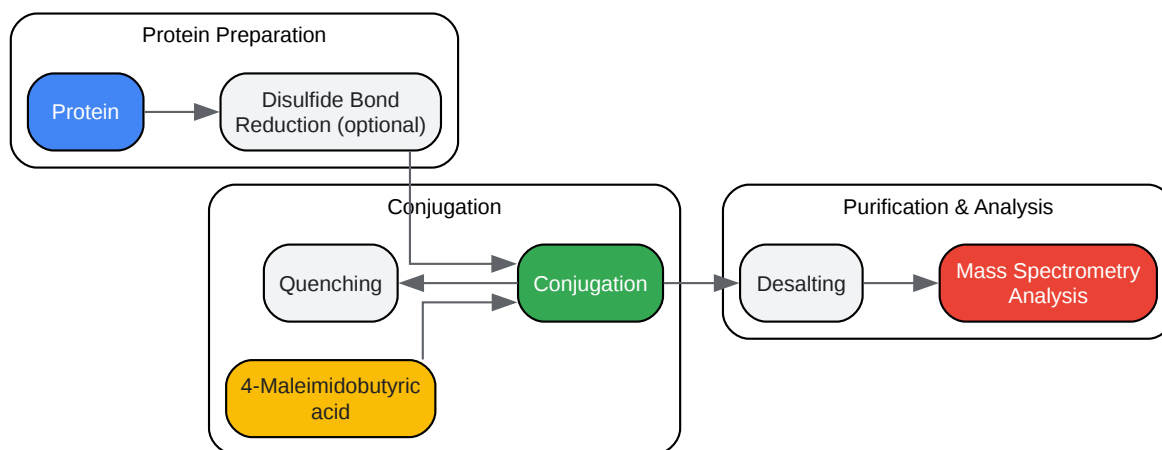 Protein Preparation
Protein
Disulfide Bond
Reduction (optional)
Conjugation
Quenching
Conjugation
4-Maleimidobutyric
acid
Purification & Analysis
Desalting
Mass Spectrometry
Analysis